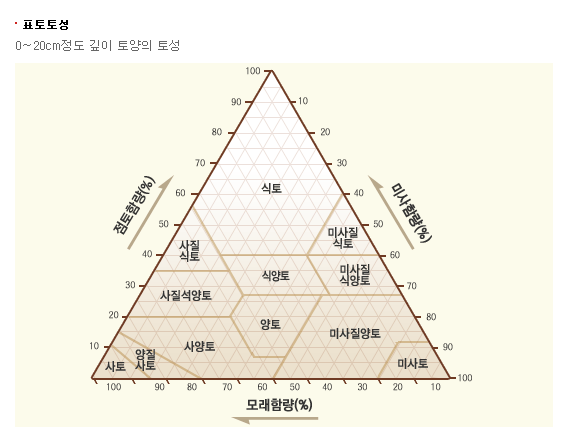 표토토성
0~20cm정도 깊이 토양의 토성
100
90 10
80 20
70 30
60 식토 40
점토함량(%) 미사함량(%)
50 50
사질 식토 미사질 식토
40 60
식양토 미사질 식양토
30 70
사질석양토
20 80
양토 미사질양토
사양토
10 90
사토 양질 사토 미사토
100
100 90 80 70 60 50 40 30 20 10
모래함량(%)